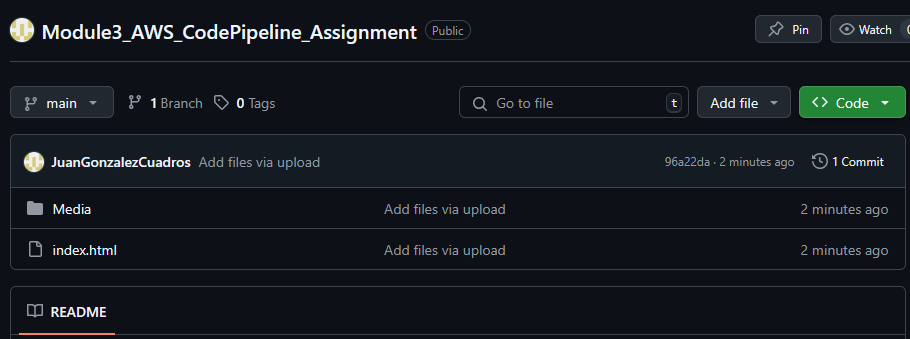 Module3_AWS_CodePipeline_Assignment Public Pin Watch
main 1 Branch 0 Tags Go to file t Add file Code
JuanGonzalezCuadros Add files via upload 96a22da · 2 minutes ago 1 Commit
Media Add files via upload 2 minutes ago
index.html Add files via upload 2 minutes ago
README